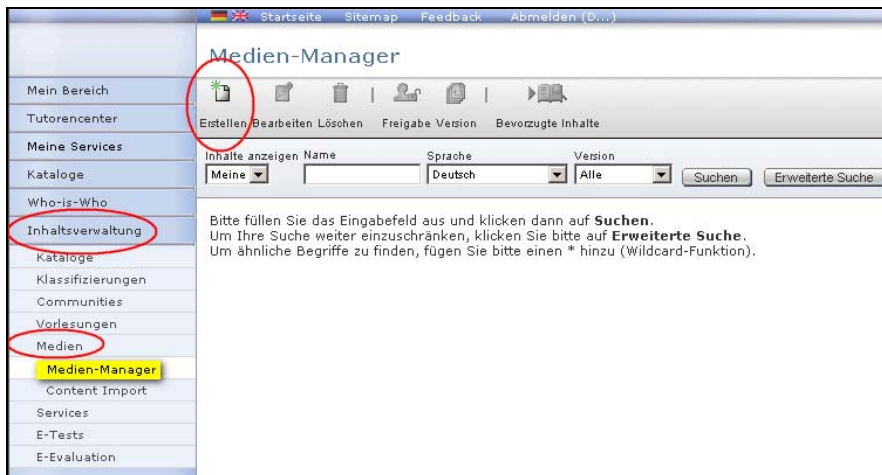 Startseite Sitemap Feedback Abmelden (D...)
Medien-Manager
Mein Bereich
Tutorencenter
Meine Services
Kataloge
Who-is-Who
Inhaltsverwaltung
Kataloge
Klassifizierungen
Communities
Vorlesungen
Medien
Medien-Manager
Content Import
Services
E-Tests
E-Evaluation
Erstellen Bearbeiten Löschen Freigabe Version Bevorzugte Inhalte
Inhalte anzeigen Name Sprache Version
Meine Deutsch Alle Suchen Erweiterte Suche
Bitte füllen Sie das Eingabefeld aus und klicken dann auf Suchen.
Um Ihre Suche weiter einzuschränken, klicken Sie bitte auf Erweiterte Suche.
Um ähnliche Begriffe zu finden, fügen Sie bitte einen * hinzu (Wildcard-Funktion).